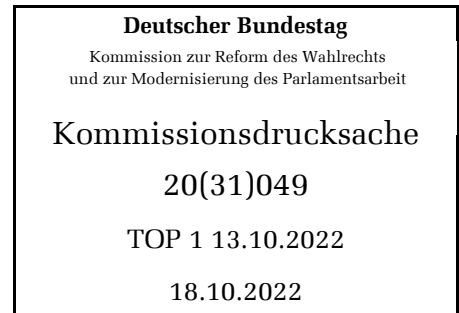 Deutscher Bundestag
Kommission zur Reform des Wahlrechts
und zur Modernisierung des Parlamentsarbeit
Kommissionsdrucksache
20(31)049
TOP 1 13.10.2022
18.10.2022